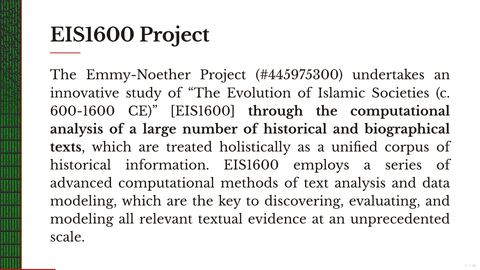 EIS1600 Project
The Emmy-Noether Project (#445975300) undertakes an
innovative study of “The Evolution of Islamic Societies (c.
600-1600 CE)” [EIS1600] through the computational
analysis of a large number of historical and biographical
texts, which are treated holistically as a unified corpus of
historical information. EIS1600 employs a series of
advanced computational methods of text analysis and data
modeling, which are the key to discovering, evaluating, and
modeling all relevant textual evidence at an unprecedented
scale.